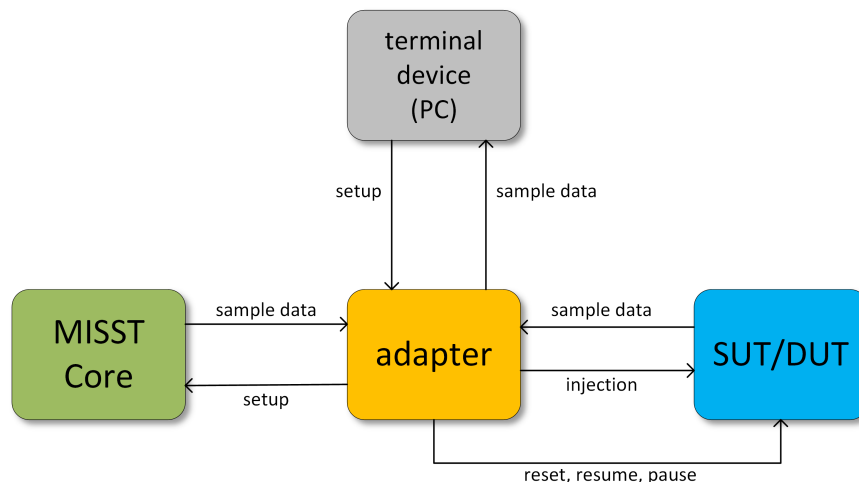 terminal
device
(PC)
setup
sample data
MISST
Core
sample data
setup
adapter
sample data
injection
SUT/DUT
reset, resume, pause